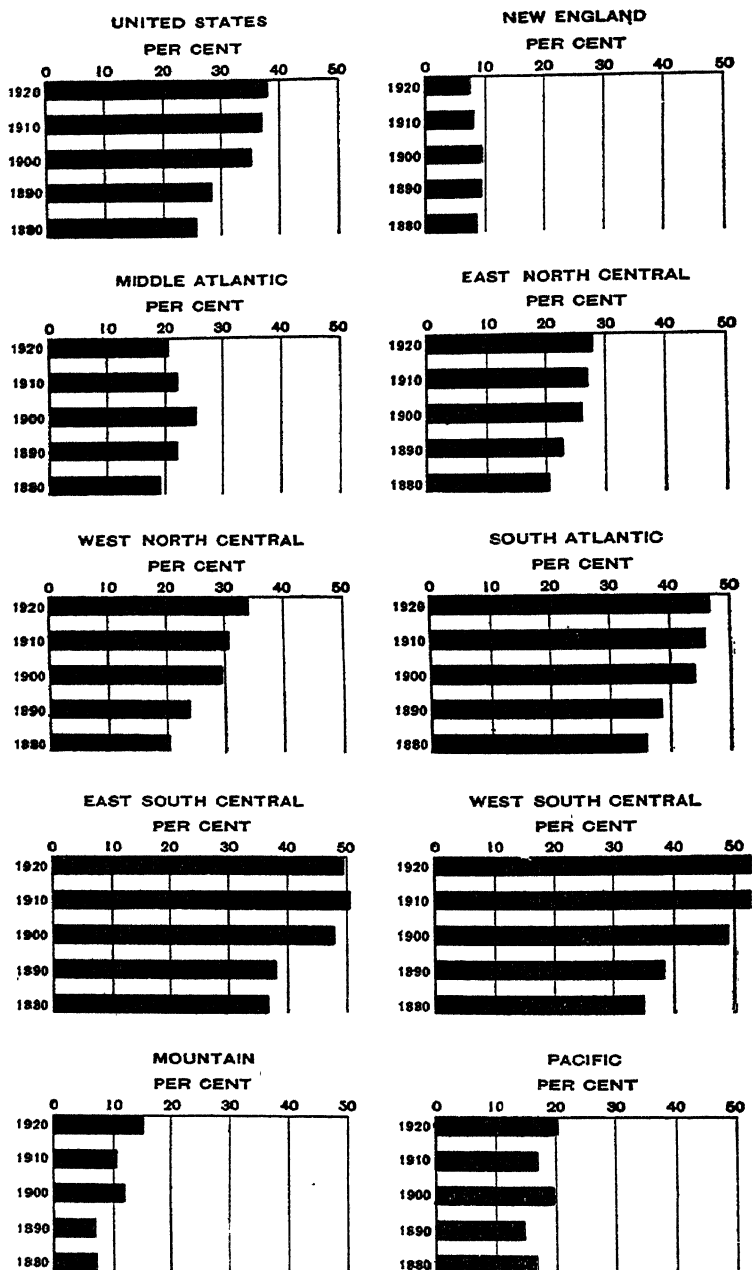 UNITED STATES
PER CENT
0 10 20 30 40 50
1920
1910
1900
1890
1880
NEW ENGLAND
PER CENT
0 10 20 30 40 50
1920
1910
1900
1890
1880
MIDDLE ATLANTIC
PER CENT
0 10 20 30 40 50
1920
1910
1900
1890
1880
EAST NORTH CENTRAL
PER CENT
0 10 20 30 40 50
1920
1910
1900
1890
1880
WEST NORTH CENTRAL
PER CENT
0 10 20 30 40 50
1920
1910
1900
1890
1880
SOUTH ATLANTIC
PER CENT
0 10 20 30 40 50
1920
1910
1900
1890
1880
EAST SOUTH CENTRAL
PER CENT
0 10 20 30 40 50
1920
1910
1900
1890
1880
WEST SOUTH CENTRAL
PER CENT
0 10 20 30 40 50
1920
1910
1900
1890
1880
MOUNTAIN
PER CENT
0 10 20 30 40 50
1920
1910
1900
1890
1880
PACIFIC
PER CENT
0 10 20 30 40 50
1920
1910
1900
1890
1880